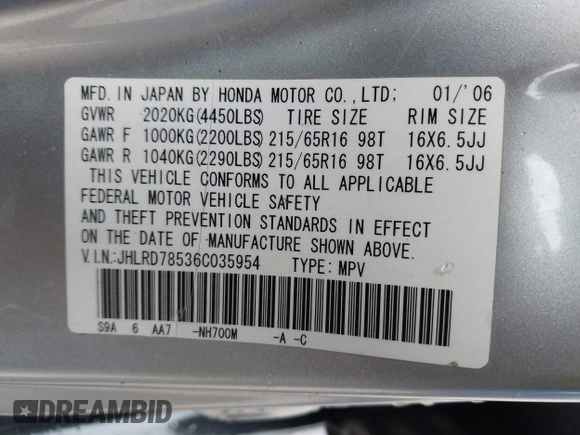 MFD. IN JAPAN BY HONDA MOTOR CO., LTD; 01/'06
GVWR 2020KG(4450LBS) TIRE SIZE RIM SIZE
GAWR F 1000KG(2200LBS) 215/65R16 98T 16X6.5JJ
GAWR R 1040KG(2290LBS) 215/65R16 98T 16X6.5JJ
THIS VEHICLE CONFORMS TO ALL APPLICABLE
FEDERAL MOTOR VEHICLE SAFETY
AND THEFT PREVENTION STANDARDS IN EFFECT
ON THE DATE OF MANUFACTURE SHOWN ABOVE.
V.I.N.:JHLRD78536C035954 TYPE: MPV
S9A 6 AA7 -NH700M -A -C
DREAMBID